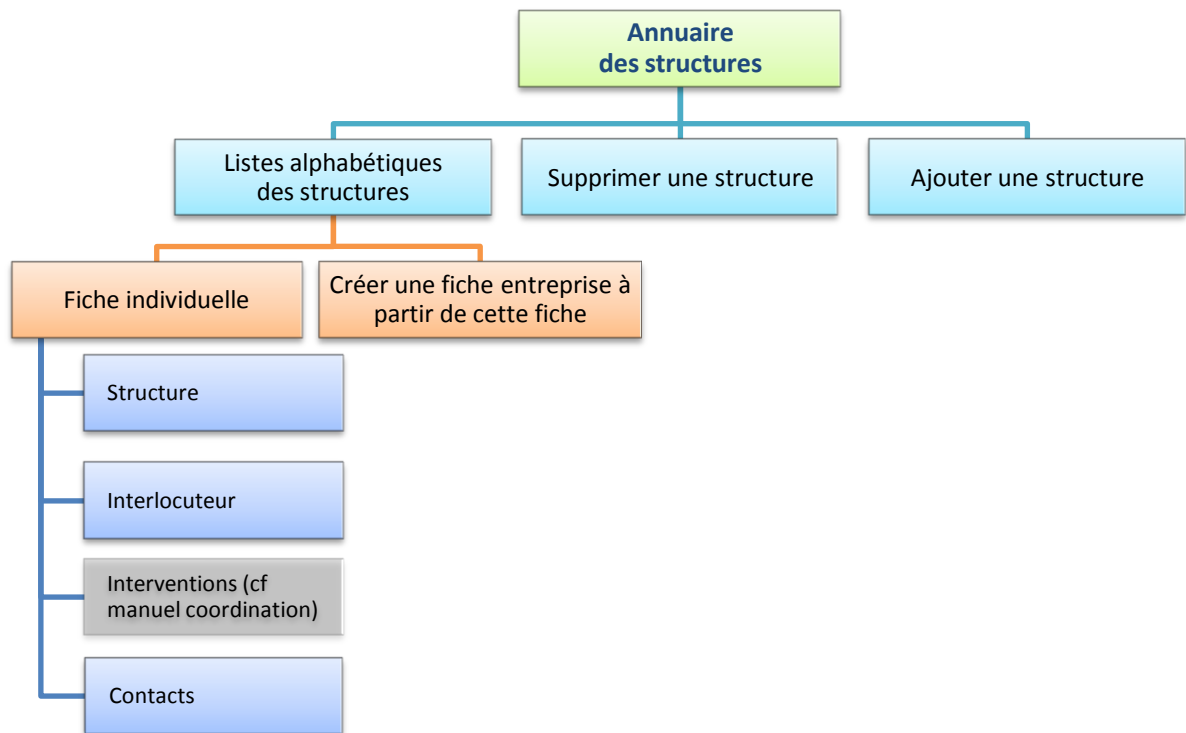 Annuaire
des structures
Listes alphabétiques
des structures
Supprimer une structure
Ajouter une structure
Fiche individuelle
Créer une fiche entreprise à
partir de cette fiche
Structure
Interlocuteur
Interventions (cf
manuel coordination)
Contacts